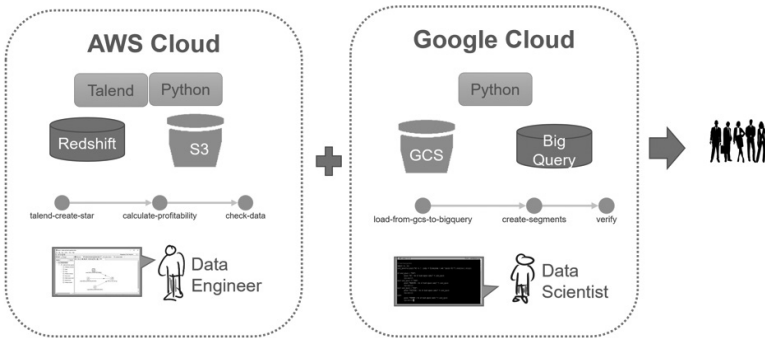 AWS Cloud
Talend
Python
Redshift
S3
talend-create-star
calculate-profitability
check-data
Data
Engineer
Google Cloud
Python
GCS
Big
Query
load-from-gcs-to-bigquery
create-segments
verify
Data
Scientist